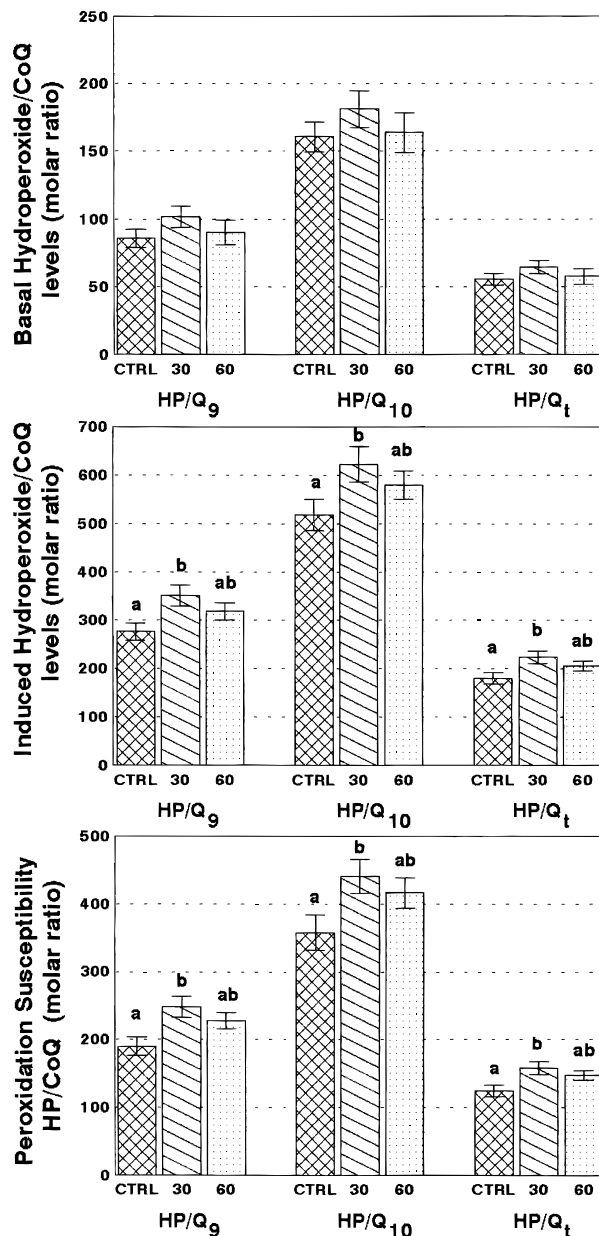 Basal Hydroperoxide/CoQ
levels (molar ratio)
250
200
150
100
50
0
CTRL 30 60 CTRL 30 60 CTRL 30 60
HP/Q9 HP/Q10 HP/Qt
Induced Hydroperoxide/CoQ
levels (molar ratio)
700
600
500
400
300
200
100
0
a b ab a b ab a b ab
CTRL 30 60 CTRL 30 60 CTRL 30 60
HP/Q9 HP/Q10 HP/Qt
Peroxidation Susceptibility
HP/CoQ (molar ratio)
500
400
300
200
100
0
a b ab a b ab a b ab
CTRL 30 60 CTRL 30 60 CTRL 30 60
HP/Q9 HP/Q10 HP/Qt